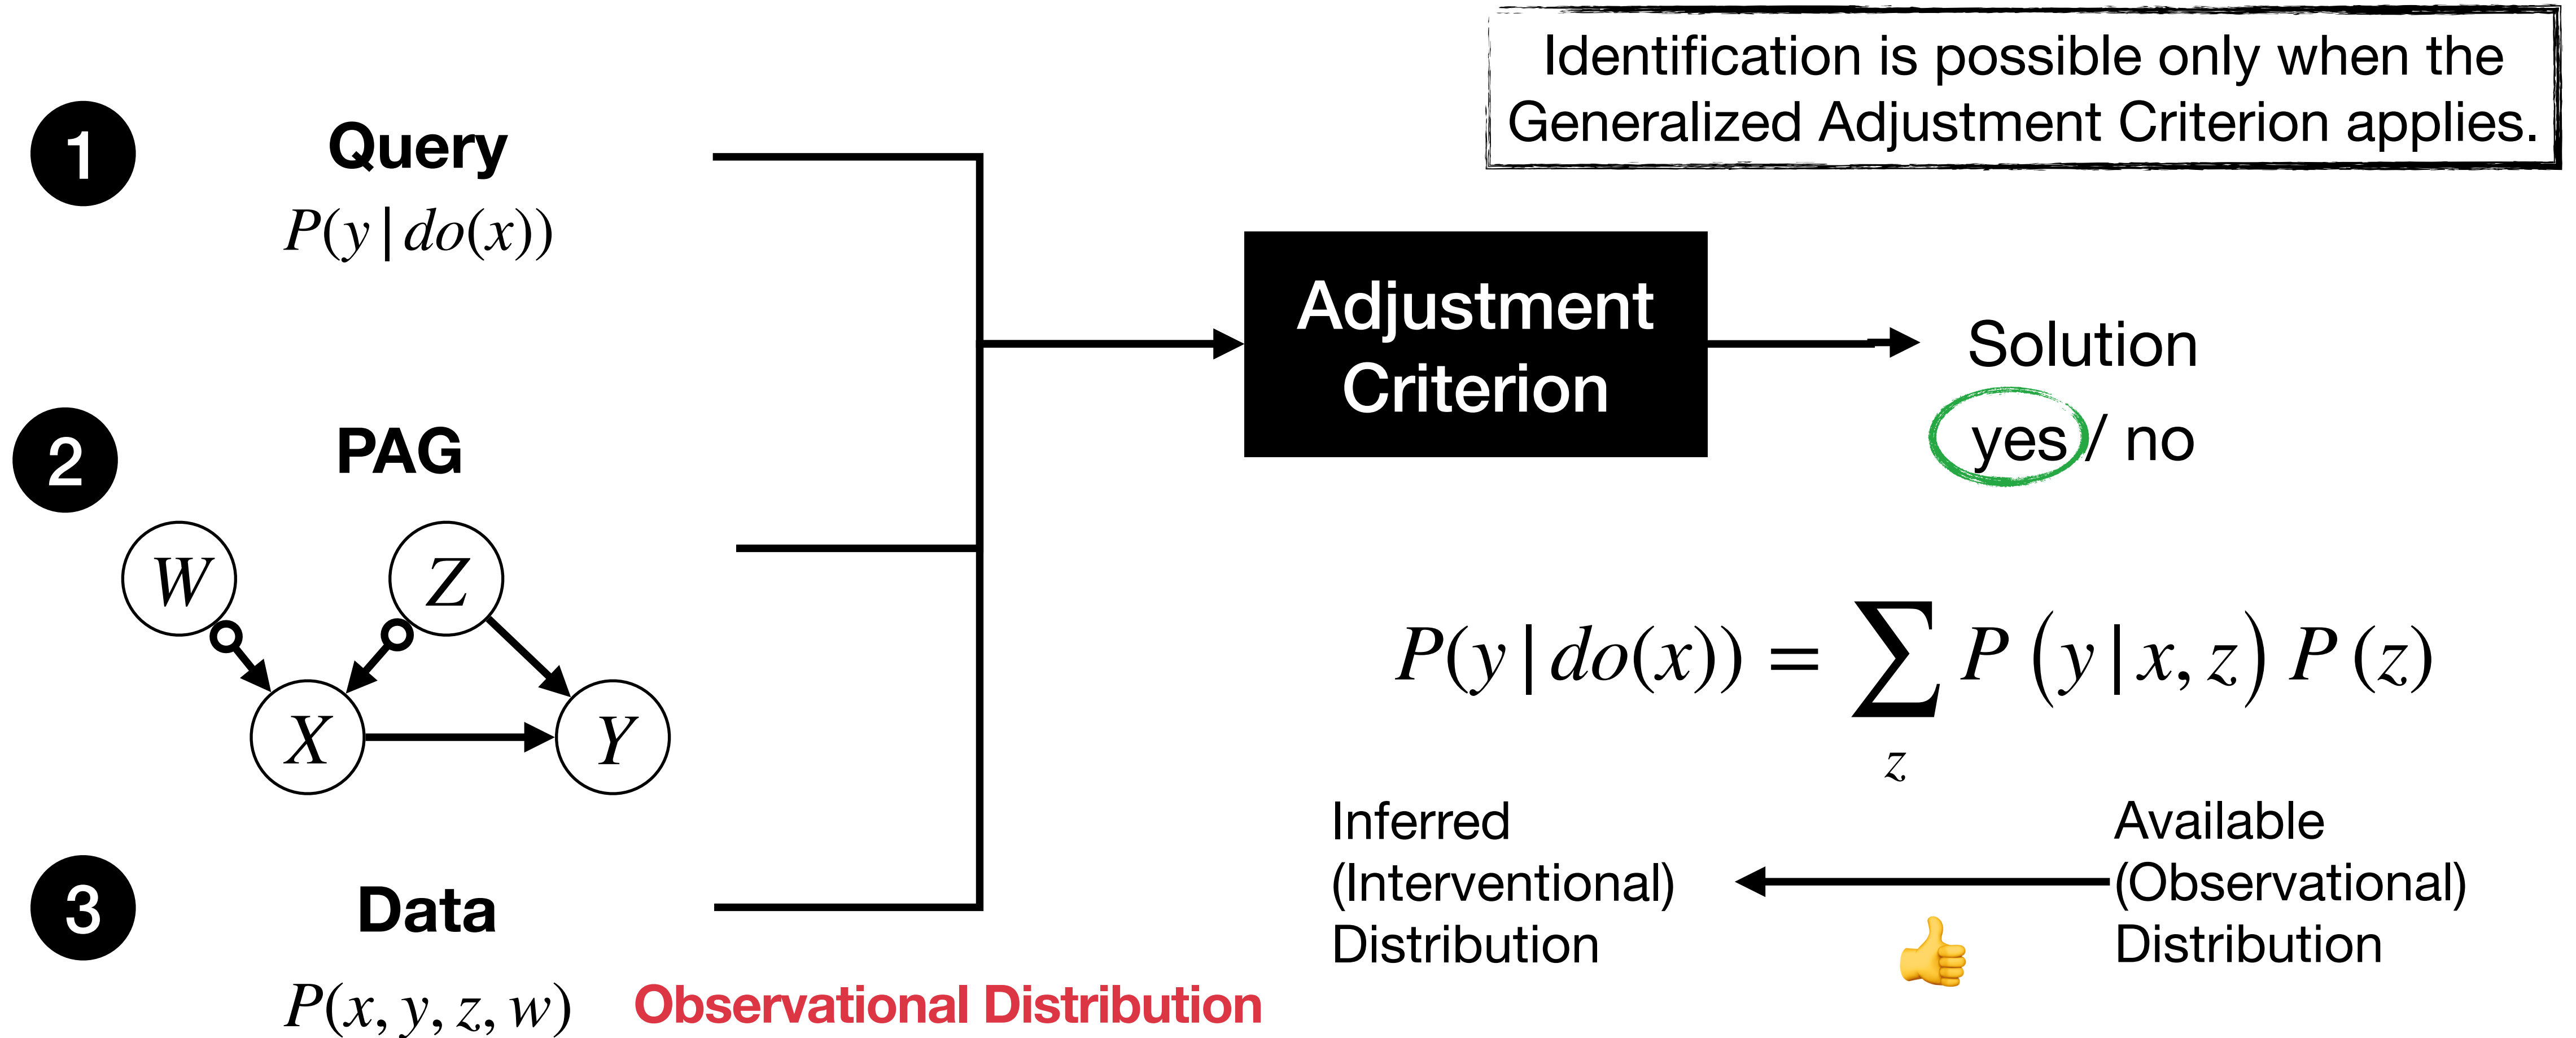 Identification is possible only when the
Generalized Adjustment Criterion applies.
1
Query
P(y | do(x))
Adjustment
Criterion
Solution
yes / no
2
PAG
W
Z
X
Y
P(y | do(x)) = ∑ P (y | x, z) P (z)
z
Inferred
(Interventional)
Distribution
Available
(Observational)
Distribution
3
Data
P(x, y, z, w)
Observational Distribution